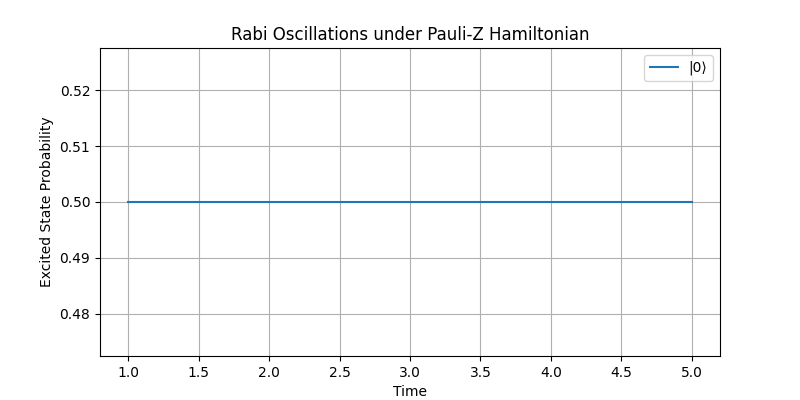 Rabi Oscillations under Pauli-Z Hamiltonian
|0⟩
Excited State Probability
0.52
0.51
0.50
0.49
0.48
1.0 1.5 2.0 2.5 3.0 3.5 4.0 4.5 5.0
Time